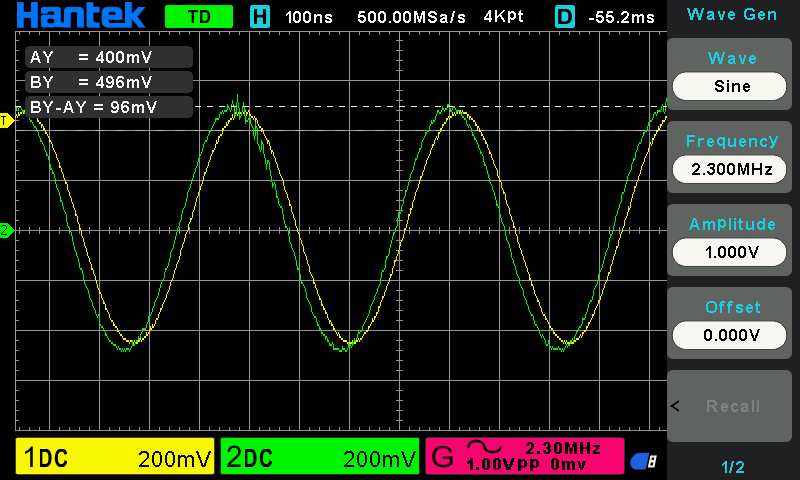 Hantek TD H 100ns 500.00MSa/s 4Kpt D -55.2ms
Wave Gen
AY = 400mV
BY = 496mV
BY-AY = 96mV
T
2
Wave
Sine
Frequency
2.300MHz
Amplitude
1.000V
Offset
0.000V
< Recall
1/2
1DC 200mV
2DC 200mV
G 2.30MHz
1.00VPP 0mv
8